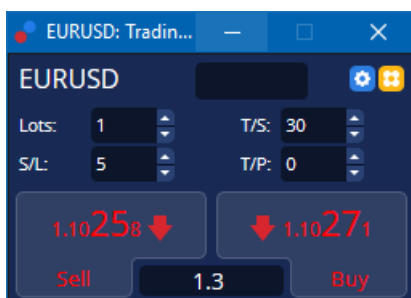 EURUSD: Tradin...
EURUSD
Lots: 1 T/S: 30
S/L: 5 T/P: 0
1.10258 1.10271
Sell 1.3 Buy